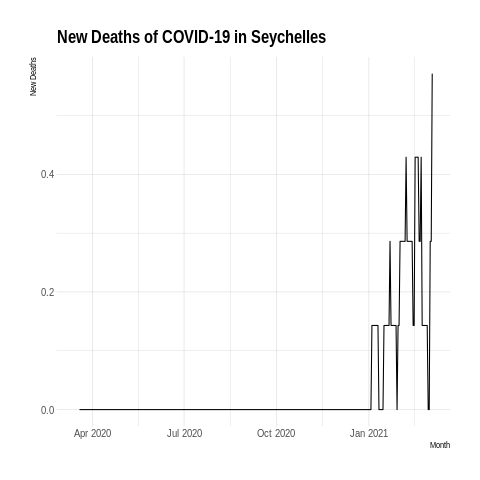 New Deaths of COVID-19 in Seychelles
New Deaths
0.4
0.2
0.0
Apr 2020
Jul 2020
Oct 2020
Jan 2021
Month